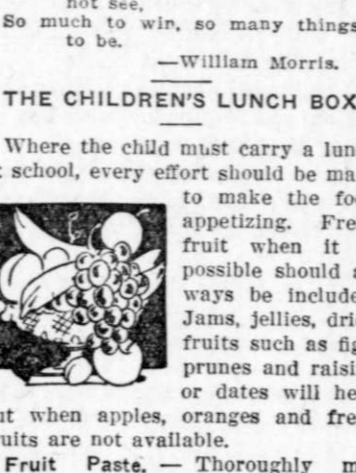 not see,
So much to win, so many things
to be.
—William Morris.
THE CHILDREN'S LUNCH BOX
Where the child must carry a lun
school, every effort should be ma
to make the foo
appetizing. Fre
fruit when it
possible should a
ways be include
Jams, jellies, dri
fruits such as fig
prunes and raisi
or dates will he
ut when apples, oranges and fre
uits are not available.
Fruit Paste. — Thoroughly m